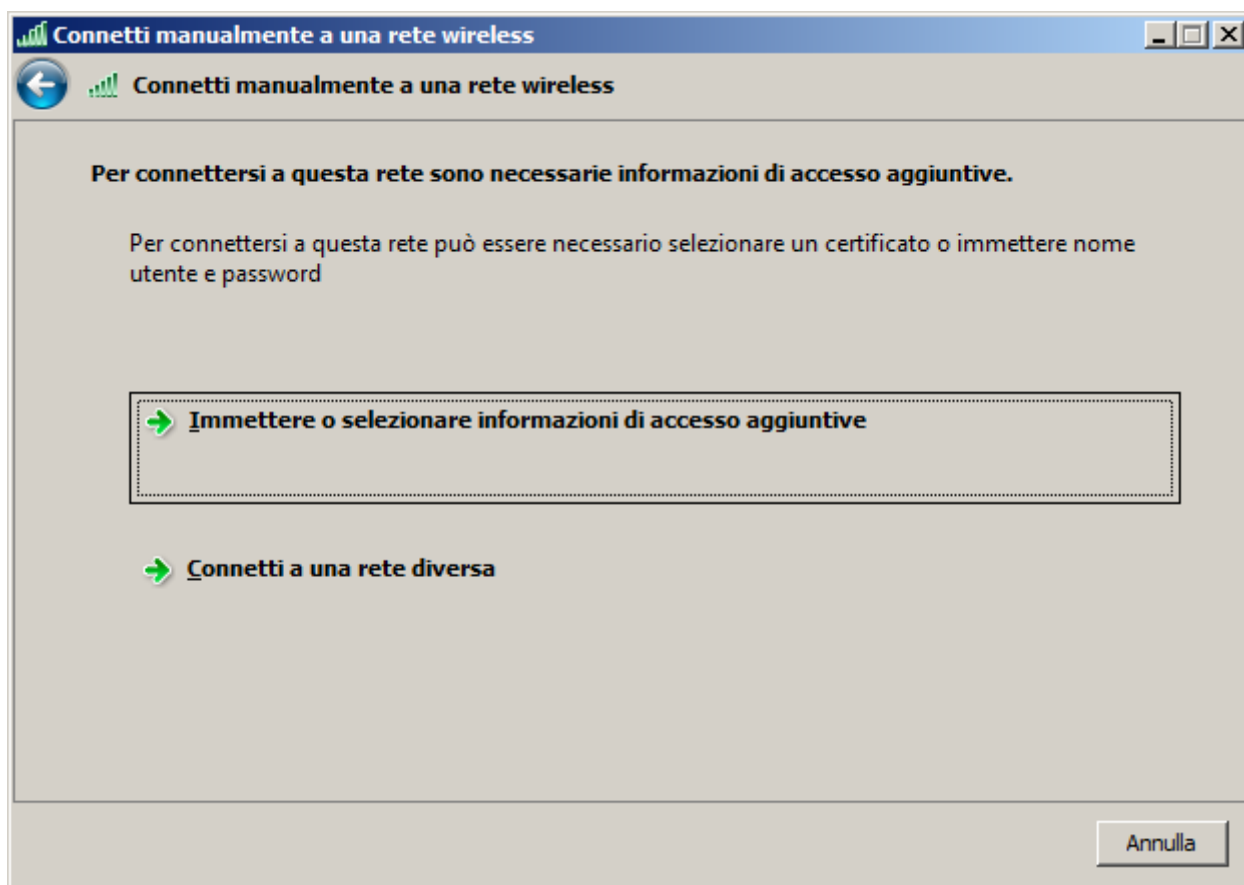 Connetti manualmente a una rete wireless
Connetti manualmente a una rete wireless
Per connettersi a questa rete sono necessarie informazioni di accesso aggiuntive.
Per connettersi a questa rete può essere necessario selezionare un certificato o immettere nome
utente e password
Immettere o selezionare informazioni di accesso aggiuntive
Connetti a una rete diversa
Annulla